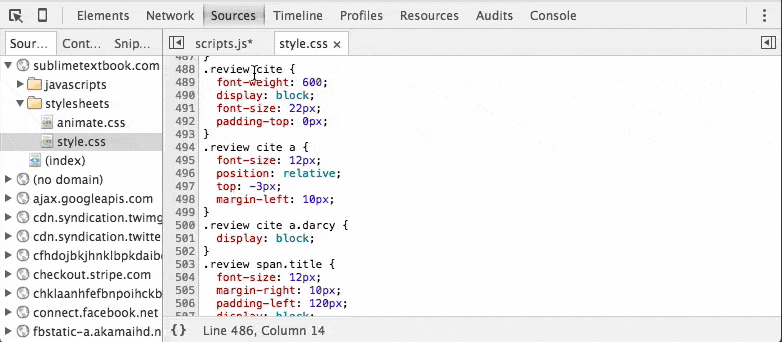 Elements Network Sources Timeline Profiles Resources Audits Console
Sour... Cont... Snip... scripts.js* style.css ×
sublimetextbook.com
javascripts
stylesheets
animate.css
style.css
(index)
(no domain)
ajax.googleapis.com
cdn.syndication.twimg
cdn.syndication.twitte
cfhdojbkjhnklbpkdaibo
checkout.stripe.com
chklaanhfefbnpoihckb
connect.facebook.net
fbstatic-a.akamaihd.n
487 }
488 .review cite {
489 font-weight: 600;
490 display: block;
491 font-size: 22px;
492 padding-top: 0px;
493 }
494 .review cite a {
495 font-size: 12px;
496 position: relative;
497 top: -3px;
498 margin-left: 10px;
499 }
500 .review cite a.darcy {
501 display: block;
502 }
503 .review span.title {
504 font-size: 12px;
505 margin-right: 10px;
506 padding-left: 120px;
507 display: block;
{} Line 486, Column 14